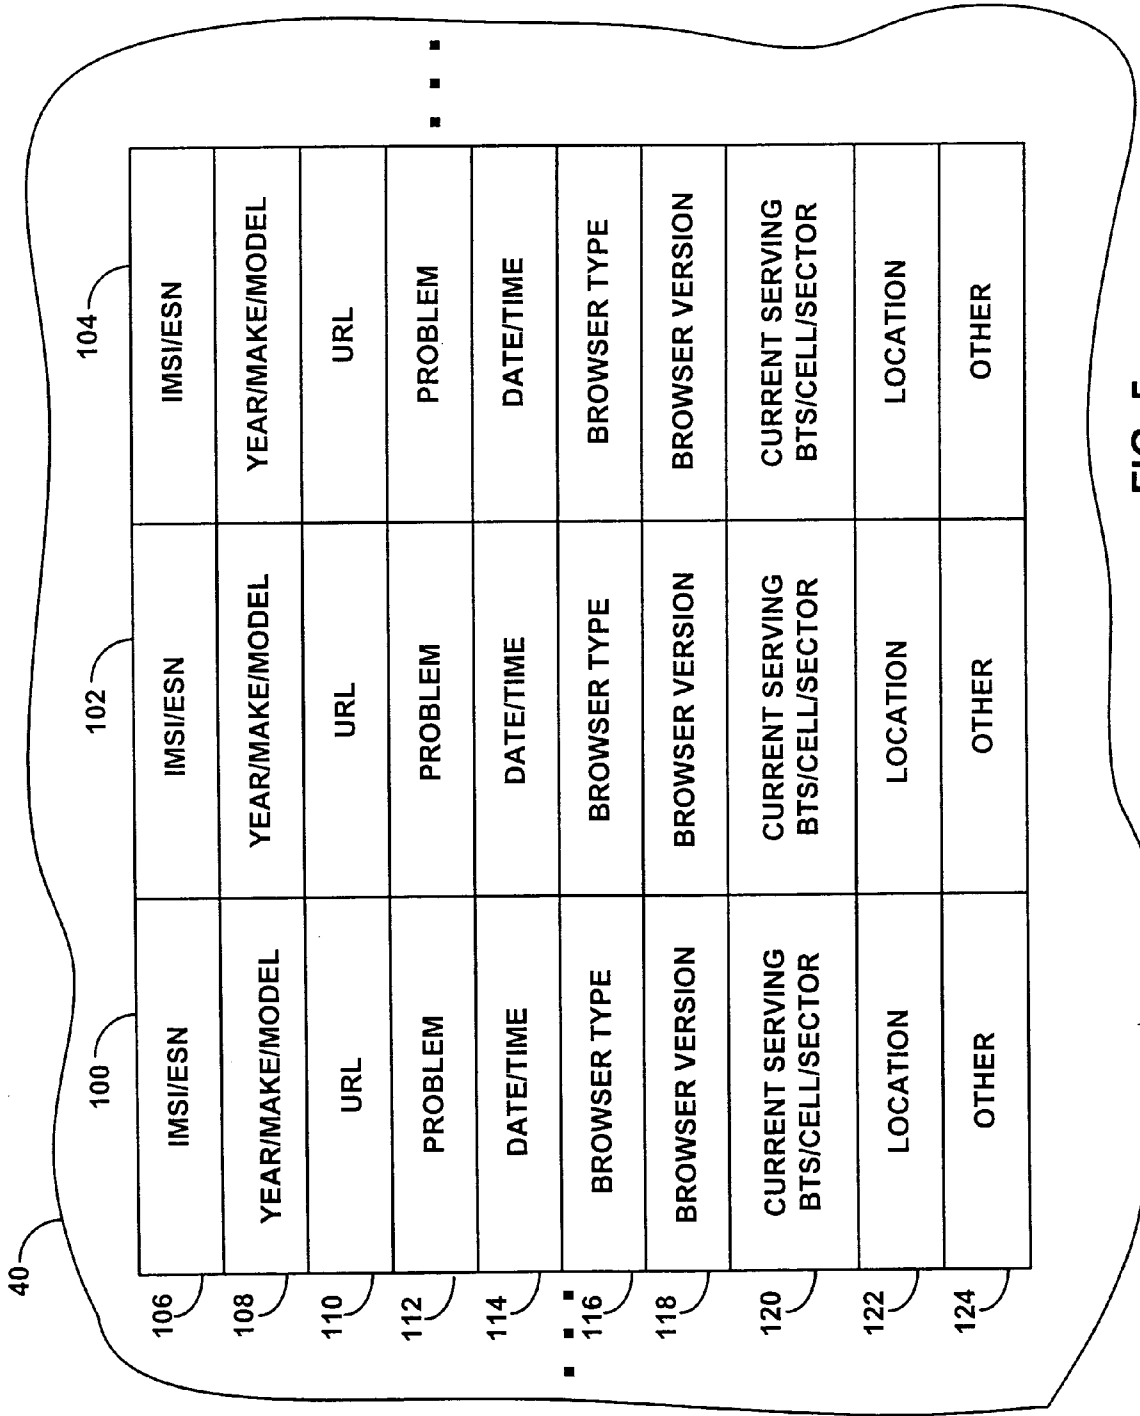 40
100
102
104
106
IMSI/ESN
IMSI/ESN
IMSI/ESN
108
YEAR/MAKE/MODEL
YEAR/MAKE/MODEL
YEAR/MAKE/MODEL
110
URL
URL
URL
112
PROBLEM
PROBLEM
PROBLEM
114
DATE/TIME
DATE/TIME
DATE/TIME
116
BROWSER TYPE
BROWSER TYPE
BROWSER TYPE
118
BROWSER VERSION
BROWSER VERSION
BROWSER VERSION
120
CURRENT SERVING
BTS/CELL/SECTOR
CURRENT SERVING
BTS/CELL/SECTOR
CURRENT SERVING
BTS/CELL/SECTOR
122
LOCATION
LOCATION
LOCATION
124
OTHER
OTHER
OTHER